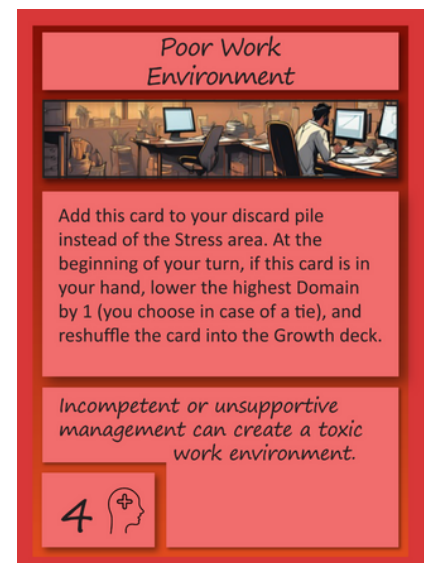 Poor Work
Environment
Add this card to your discard pile
instead of the Stress area. At the
beginning of your turn, if this card is in
your hand, lower the highest Domain
by 1 (you choose in case of a tie), and
reshuffle the card into the Growth deck.
Incompetent or unsupportive
management can create a toxic
work environment.
4